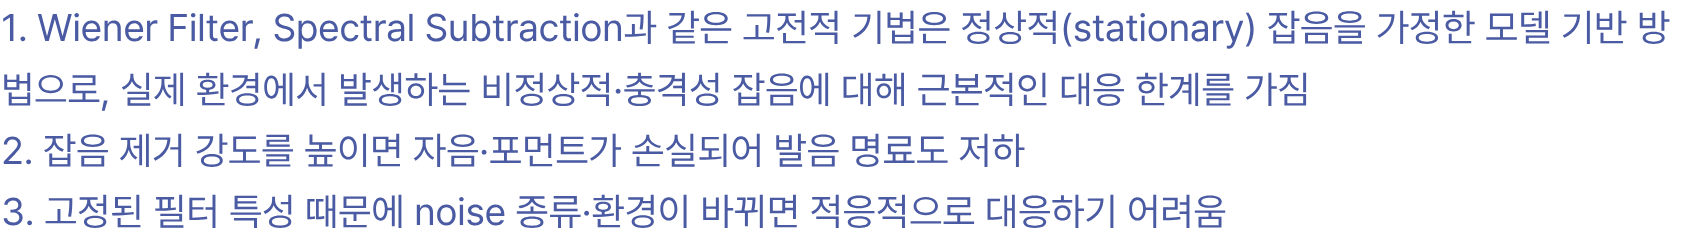 1. Wiener Filter, Spectral Subtraction과 같은 고전적 기법은 정상적(stationary) 잡음을 가정한 모델 기반 방
법으로, 실제 환경에서 발생하는 비정상적·충격성 잡음에 대해 근본적인 대응 한계를 가짐
2. 잡음 제거 강도를 높이면 자음·포먼트가 손실되어 발음 명료도 저하
3. 고정된 필터 특성 때문에 noise 종류·환경이 바뀌면 적응적으로 대응하기 어려움